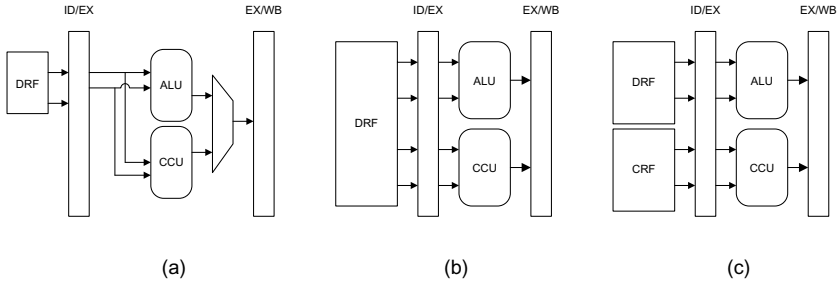 ID/EX EX/WB ID/EX EX/WB ID/EX EX/WB
DRF ALU CCU
DRF ALU CCU
DRF CRF ALU CCU
(a) (b) (c)